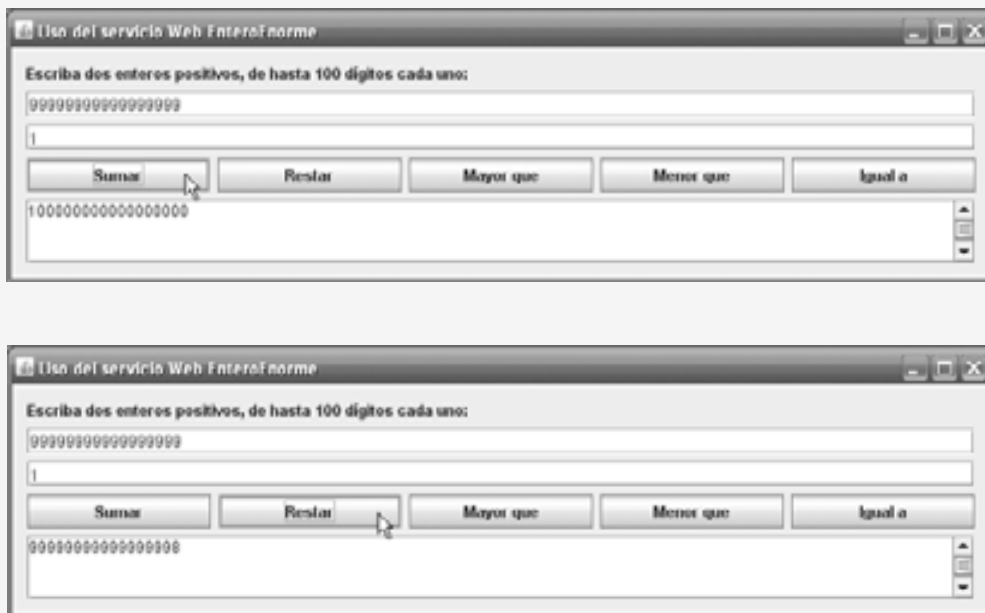 Uso del servicio Web EnteroEnorme
Escriba dos enteros positivos, de hasta 100 dígitos cada uno:
99999999999999999
1
Sumar Restar Mayor que Menor que Igual a
100000000000000000
Uso del servicio Web EnteroEnorme
Escriba dos enteros positivos, de hasta 100 dígitos cada uno:
99999999999999999
1
Sumar Restar Mayor que Menor que Igual a
99999999999999998